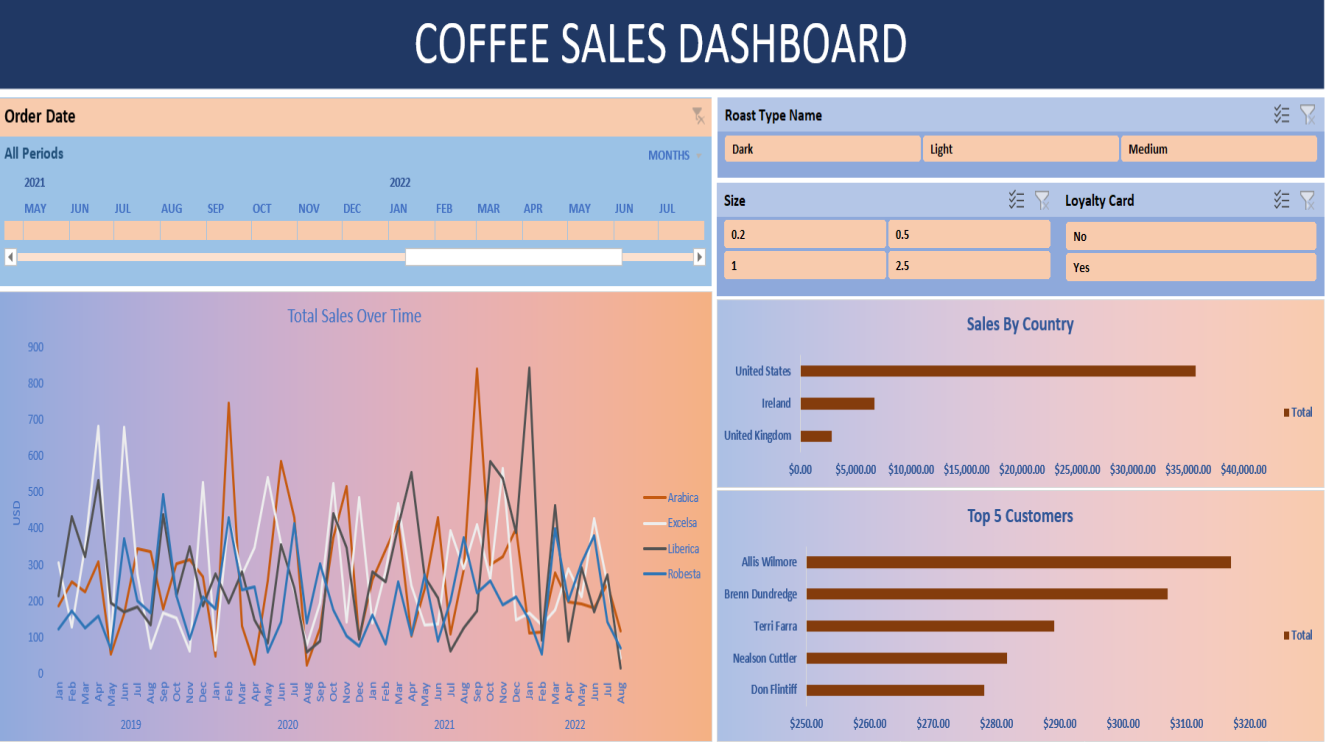 COFFEE SALES DASHBOARD
Order Date
All Periods
MONTHS
2021 2022
MAY JUN JUL AUG SEP OCT NOV DEC JAN FEB MAR APR MAY JUN JUL
Roast Type Name
Dark Light Medium
Size
0.2 0.5
1 2.5
Loyalty Card
No
Yes
Total Sales Over Time
900
800
700
600
500
400
300
200
100
0
USD
Jan Feb Mar Apr May Jun Jul Aug Sep Oct Nov Dec Jan Feb Mar Apr May Jun Jul Aug Sep Oct Nov Dec Jan Feb Mar Apr May Jun Jul Aug Sep Oct Nov Dec Jan Feb Mar Apr May Jun Jul Aug
2019 2020 2021 2022
Arabica
Excelsa
Liberica
Robesta
Sales By Country
United States
Ireland
United Kingdom
$0.00 $5,000.00 $10,000.00 $15,000.00 $20,000.00 $25,000.00 $30,000.00 $35,000.00 $40,000.00
Total
Top 5 Customers
Allis Wilmore
Brenn Dundredge
Terri Farra
Nealson Cuttler
Don Flintiff
$250.00 $260.00 $270.00 $280.00 $290.00 $300.00 $310.00 $320.00
Total